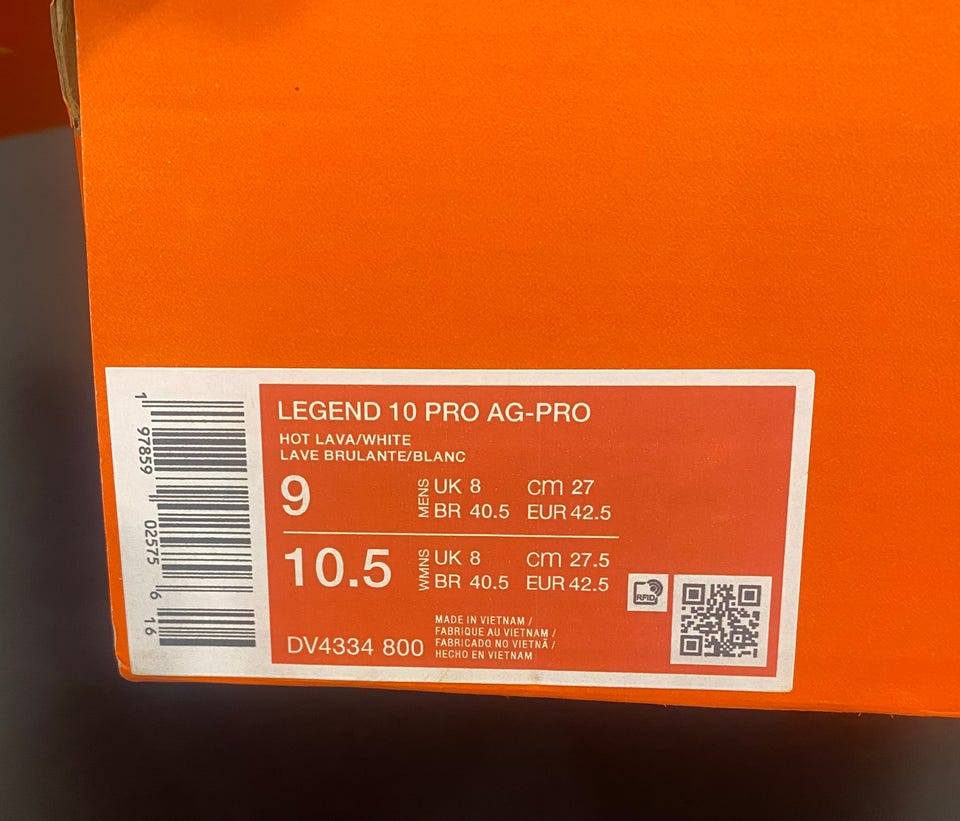 1 97859 02575 6 16
LEGEND 10 PRO AG-PRO
HOT LAVA/WHITE
LAVE BRULANTE/BLANC
9 MENS UK 8 cm 27
BR 40.5 EUR 42.5
10.5 WMNS UK 8 cm 27.5
BR 40.5 EUR 42.5
RFID
DV4334 800
MADE IN VIETNAM /
FABRIQUE AU VIETNAM /
FABRICADO NO VIETNÃ /
HECHO EN VIETNAM